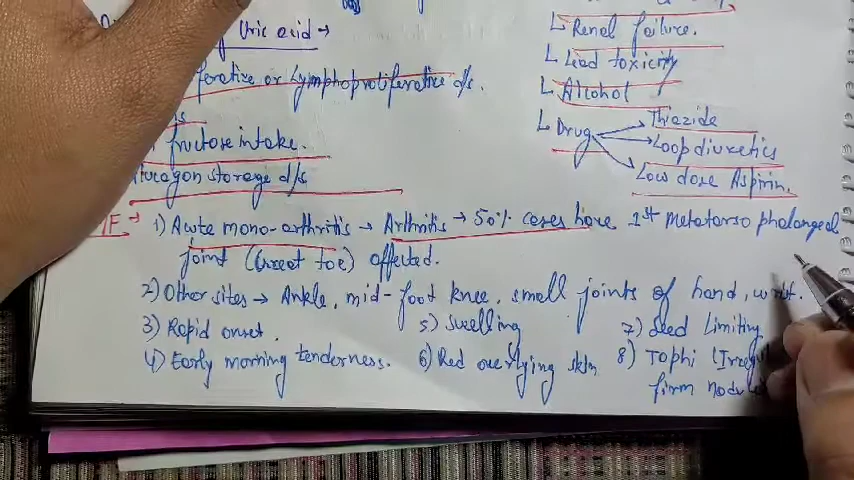 Uric acid →
Renal failure.
Lead toxicity
ferative or Lymphoproliferative d/s.
Alcohol
Drug
Thiazide
Loop diuretics
Low dose Aspirin.
fructose intake.
storage d/s
1) Acute mono-arthritis → Arthritis → 50% cases have 1st Metatarso phalangeal
joint (Great toe) affected.
2) Other sites → Ankle, mid-foot knee, small joints of hand, wrist.
3) Rapid onset.
5) Swelling
7) Self Limiting
4) Early morning tenderness.
6) Red overlying skin
8) Tophi (Irregu
firm nodul